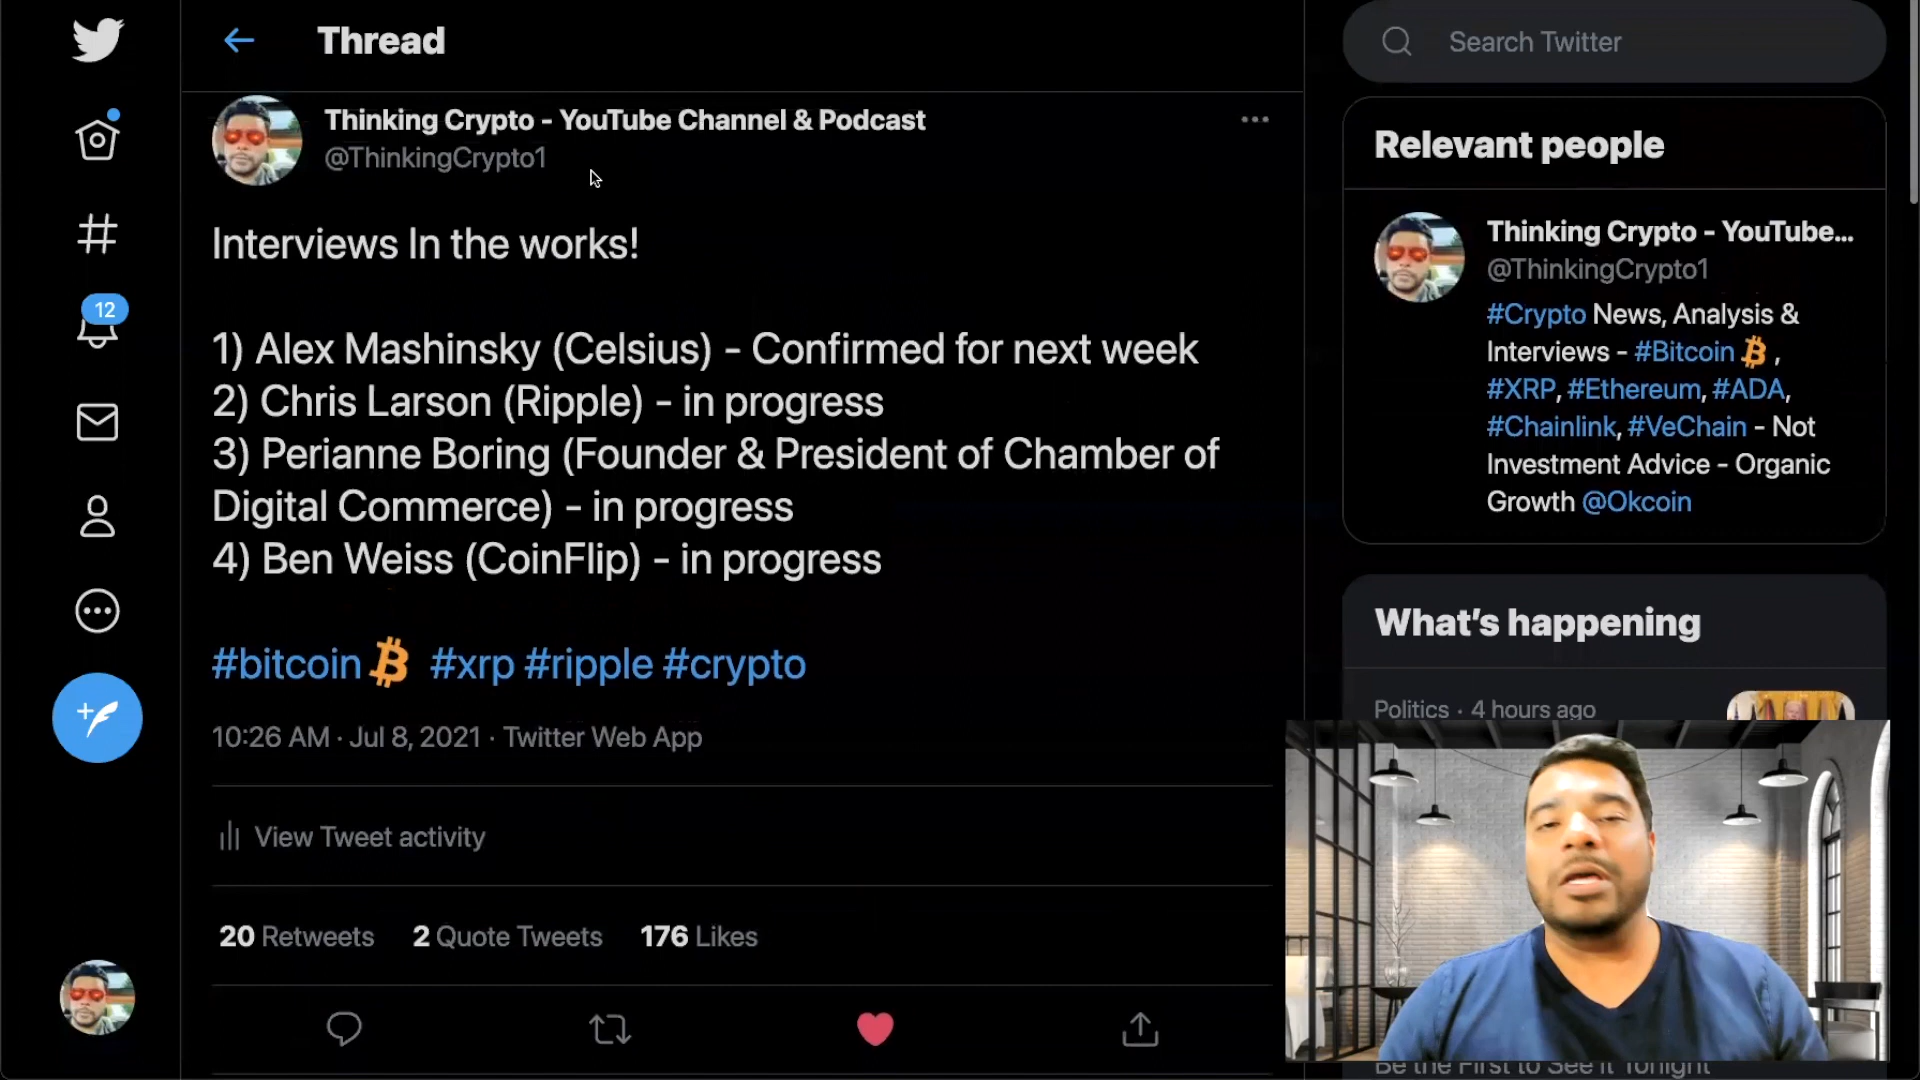 Thread
Thinking Crypto - YouTube Channel & Podcast
@ThinkingCrypto1
Interviews In the works!
1) Alex Mashinsky (Celsius) - Confirmed for next week
2) Chris Larson (Ripple) - in progress
3) Perianne Boring (Founder & President of Chamber of
Digital Commerce) - in progress
4) Ben Weiss (CoinFlip) - in progress
#bitcoin #xrp #ripple #crypto
10:26 AM · Jul 8, 2021 · Twitter Web App
View Tweet activity
20 Retweets 2 Quote Tweets 176 Likes
12
Search Twitter
Relevant people
Thinking Crypto - YouTube...
@ThinkingCrypto1
#Crypto News, Analysis &
Interviews - #Bitcoin ,
#XRP, #Ethereum, #ADA,
#Chainlink, #VeChain - Not
Investment Advice - Organic
Growth @Okcoin
What's happening
Politics · 4 hours ago
Be the First to See it Tonight